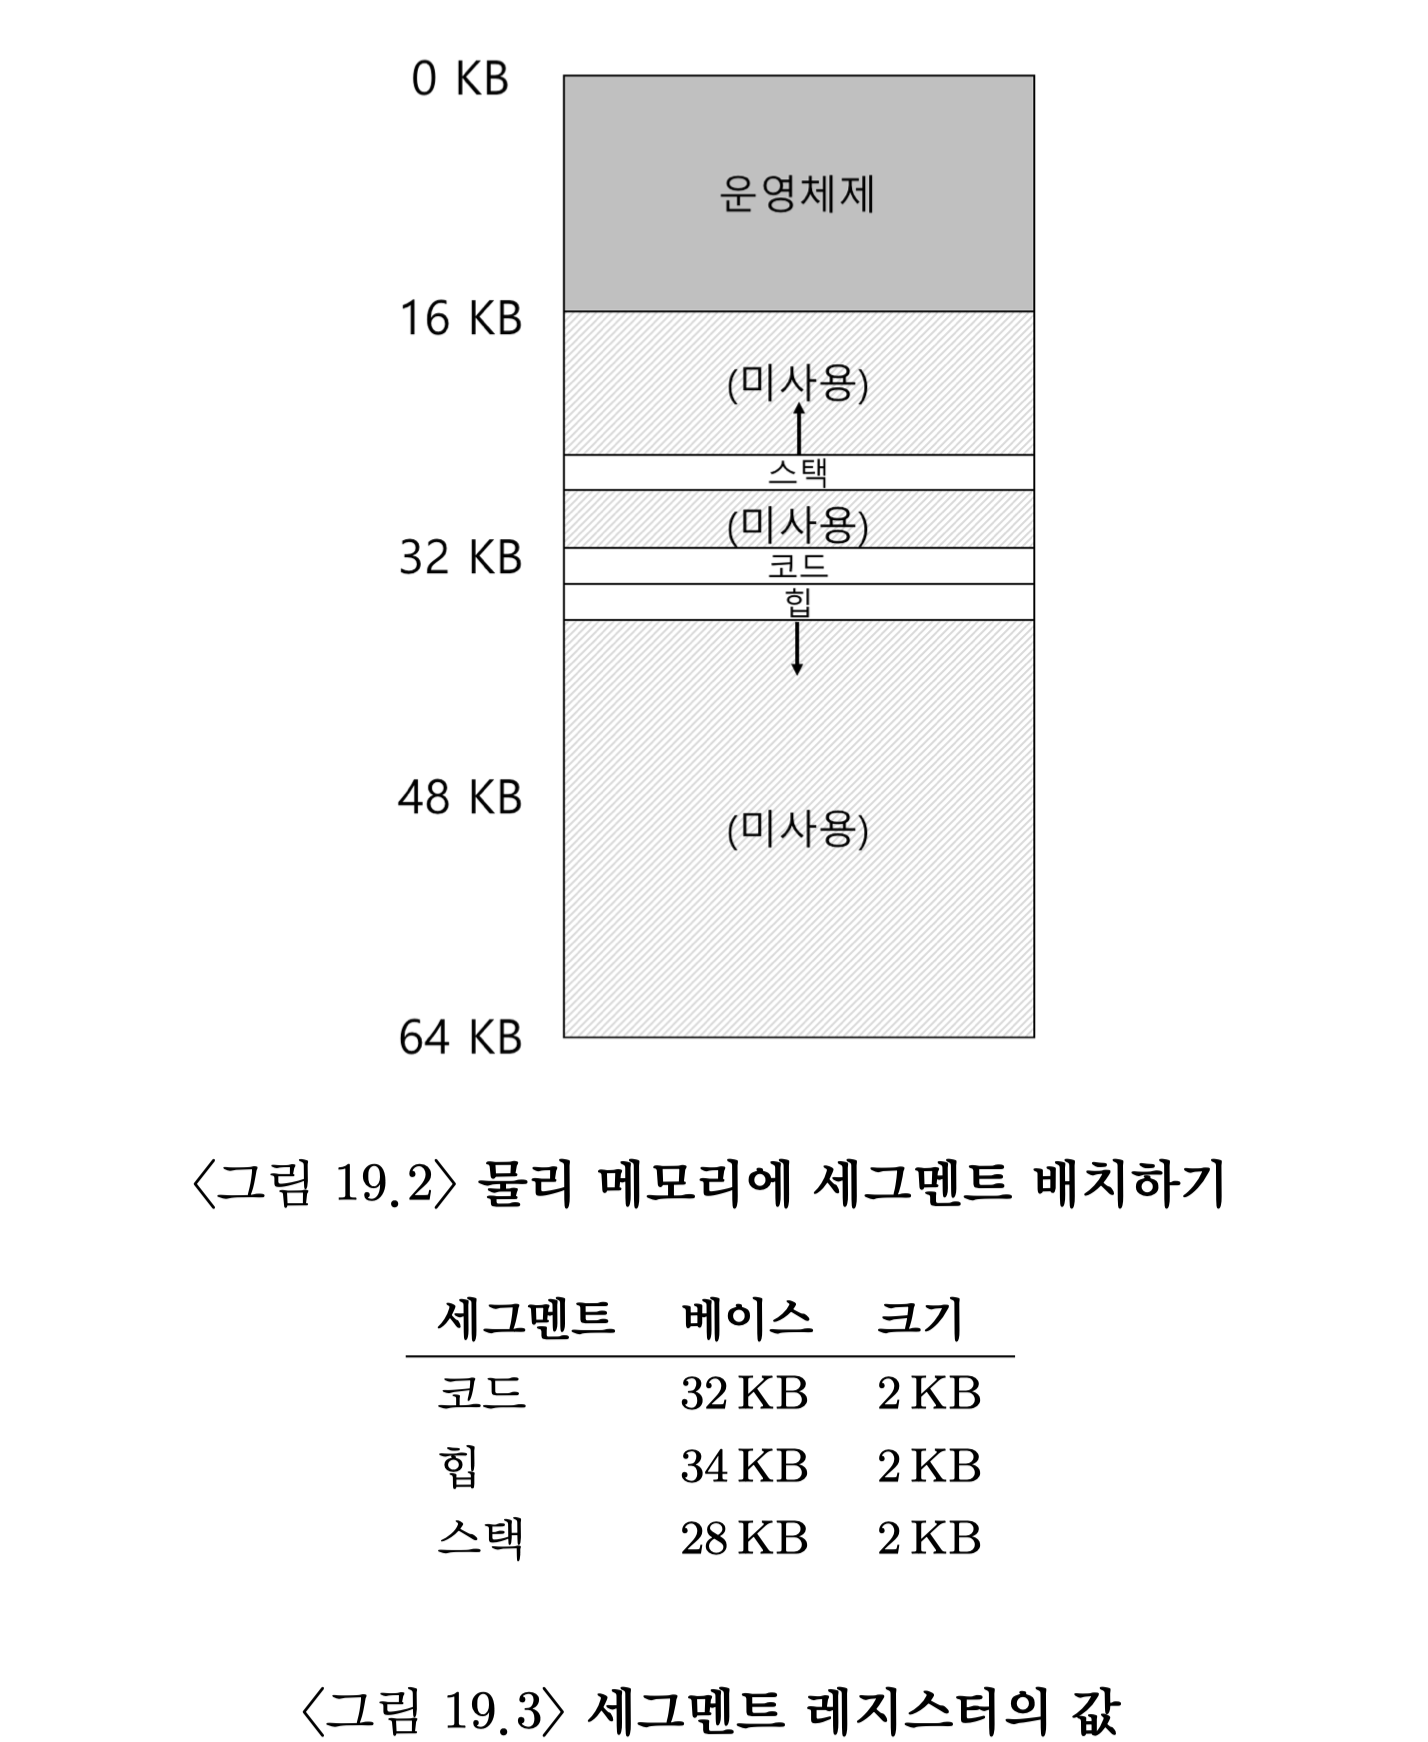 0 KB
운영체제
16 KB
(미사용)
스택
(미사용)
32 KB
코드
힙
48 KB
(미사용)
64 KB
〈그림 19.2〉 물리 메모리에 세그멘트 배치하기
세그멘트 베이스 크기
코드 32 KB 2 KB
힙 34 KB 2 KB
스택 28 KB 2 KB
〈그림 19.3〉 세그멘트 레지스터의 값